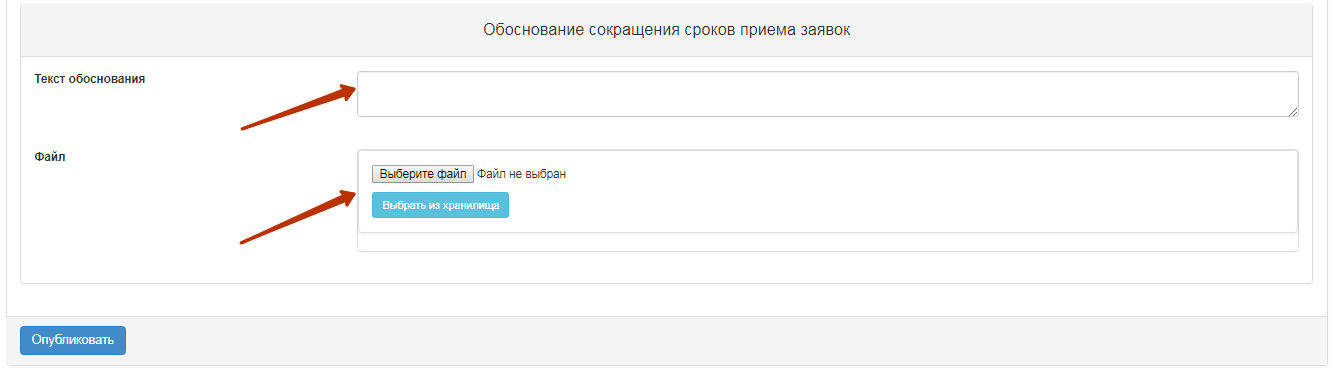 Обоснование сокращения сроков приема заявок
Текст обоснования
Файл
Выберите файл Файл не выбран
Выбрать из хранилища
Опубликовать